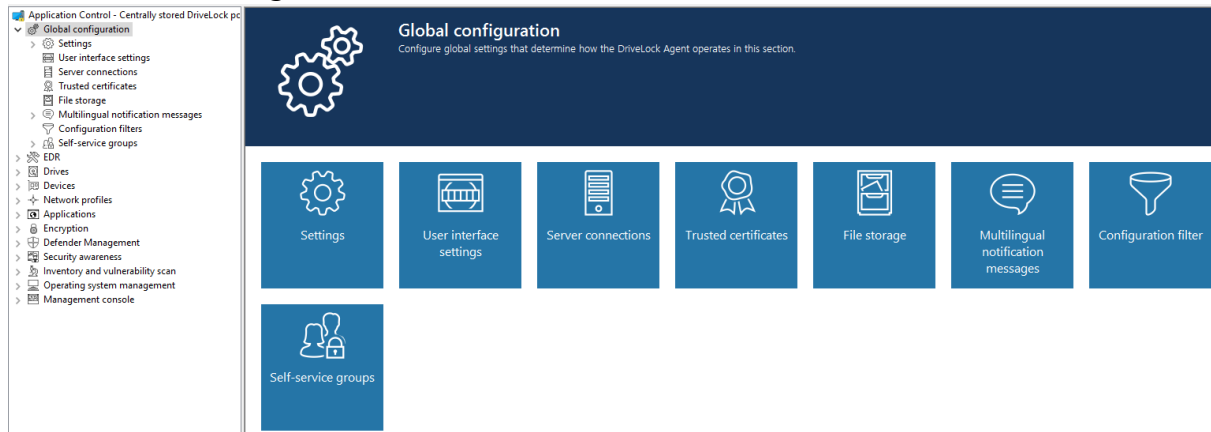 Application Control - Centrally stored DriveLock pc
Global configuration
Settings
User interface settings
Server connections
Trusted certificates
File storage
Multilingual notification messages
Configuration filters
Self-service groups
EDR
Drives
Devices
Network profiles
Applications
Encryption
Defender Management
Security awareness
Inventory and vulnerability scan
Operating system management
Management console
Global configuration
Configure global settings that determine how the DriveLock Agent operates in this section.
Settings
User interface
settings
Server connections
Trusted certificates
File storage
Multilingual
notification
messages
Configuration filter
Self-service groups